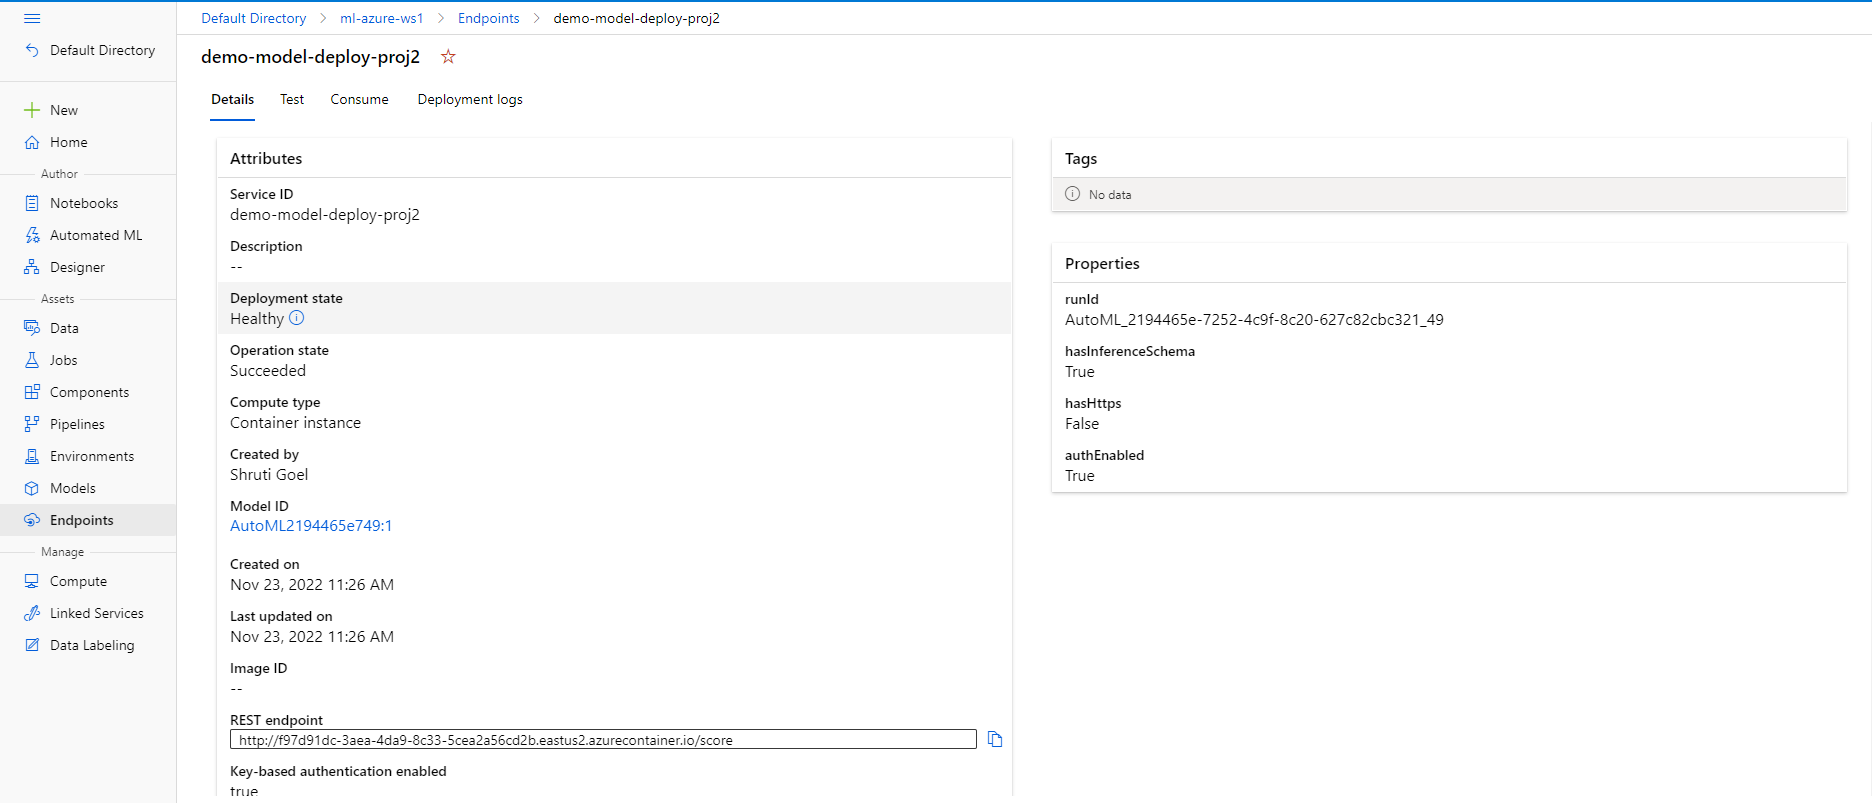 Default Directory > ml-azure-ws1 > Endpoints > demo-model-deploy-proj2
Default Directory
New
Home
Author
Notebooks
Automated ML
Designer
Assets
Data
Jobs
Components
Pipelines
Environments
Models
Endpoints
Manage
Compute
Linked Services
Data Labeling
demo-model-deploy-proj2
Details Test Consume Deployment logs
Attributes
Service ID
demo-model-deploy-proj2
Description
--
Deployment state
Healthy
Operation state
Succeeded
Compute type
Container instance
Created by
Shruti Goel
Model ID
AutoML2194465e749:1
Created on
Nov 23, 2022 11:26 AM
Last updated on
Nov 23, 2022 11:26 AM
Image ID
--
REST endpoint
http://f97d91dc-3aea-4da9-8c33-5cea2a56cd2b.eastus2.azurecontainer.io/score
Key-based authentication enabled
true
Tags
No data
Properties
runId
AutoML_2194465e-7252-4c9f-8c20-627c82cbc321_49
hasInferenceSchema
True
hasHttps
False
authEnabled
True